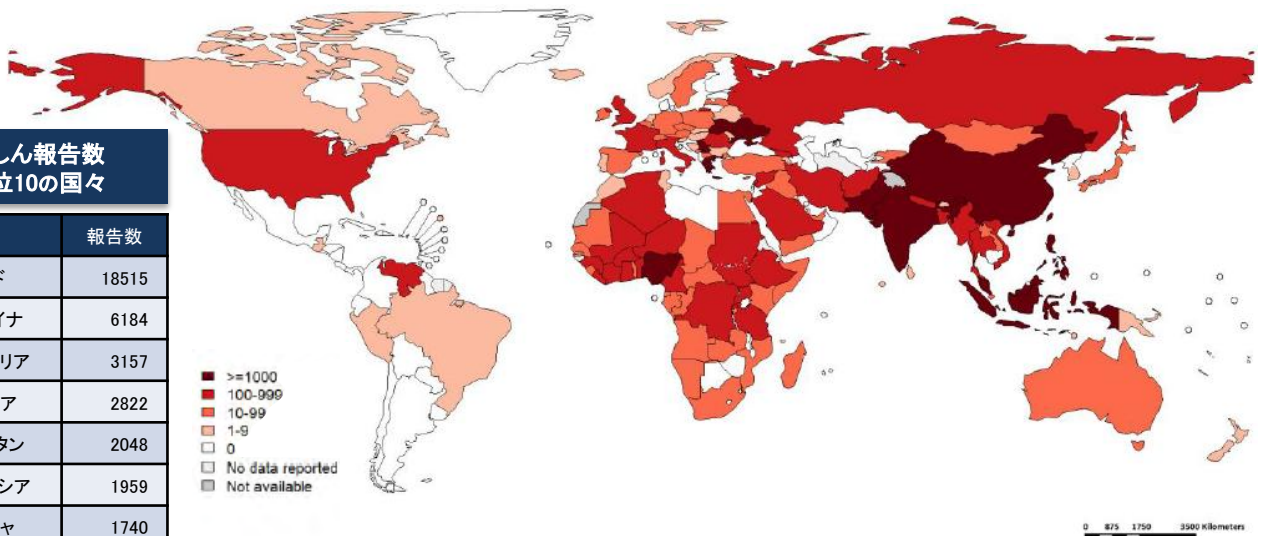 しん報告数
位10の国々
報告数
ド 18515
イナ 6184
リア 3157
ア 2822
タン 2048
シア 1959
ャ 1740
>=1000
100-999
10-99
1-9
0
No data reported
Not available
0 875 1750 3500 Kilometers